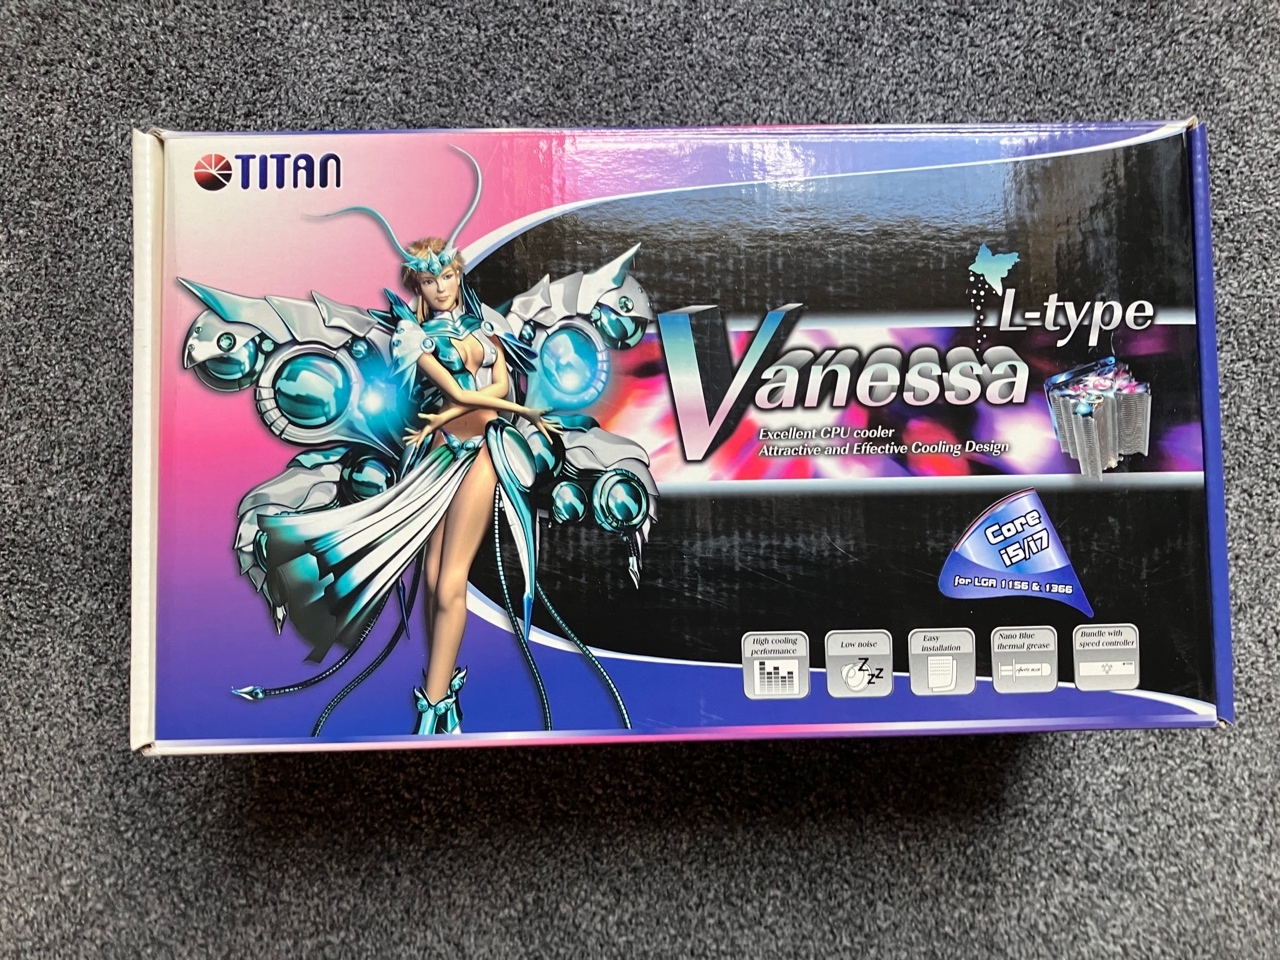 TITAN
L-type
Vanessa
Excellent CPU cooler
Attractive and Effective Cooling Design
Core
i5/i7
for LGA 1156 & 1366
High cooling
performance
Low noise
Z Z Z
Easy
installation
Nano Blue
thermal grease
Bundle with
speed controller